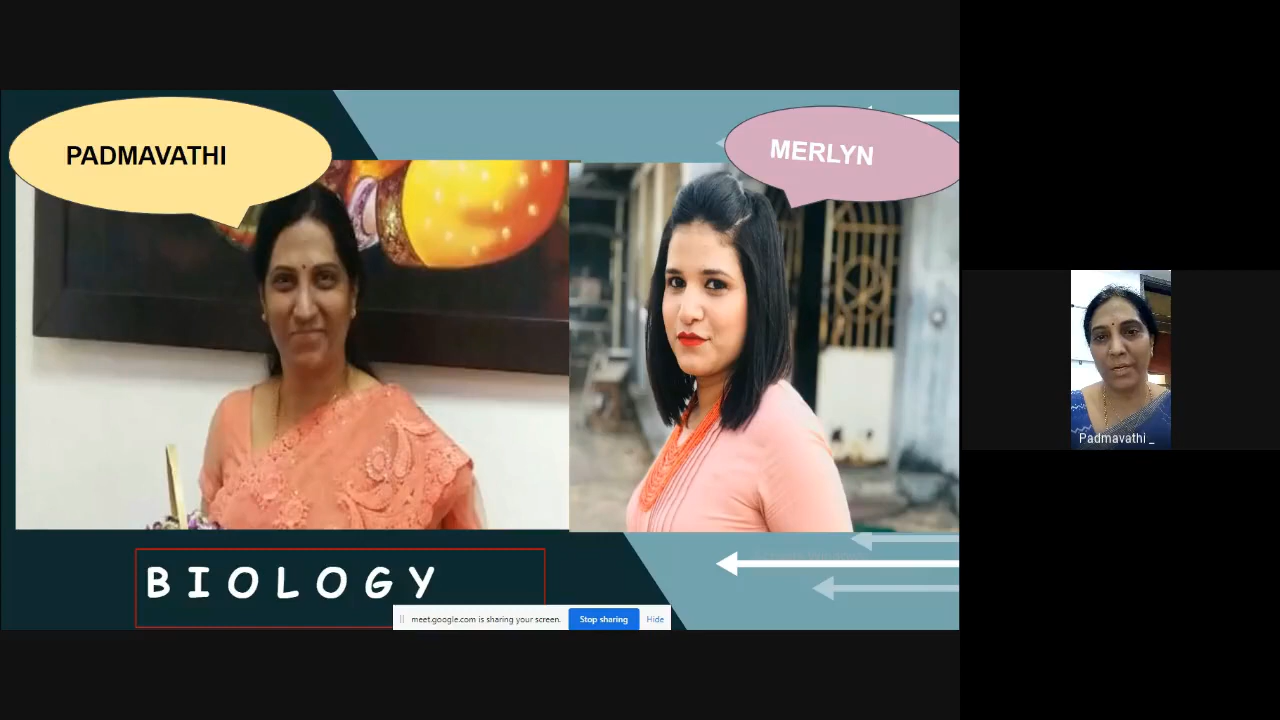 PADMAVATHI
MERLYN
BIOLOGY
meet.google.com is sharing your screen.
Stop sharing
Hide
Padmavathi _